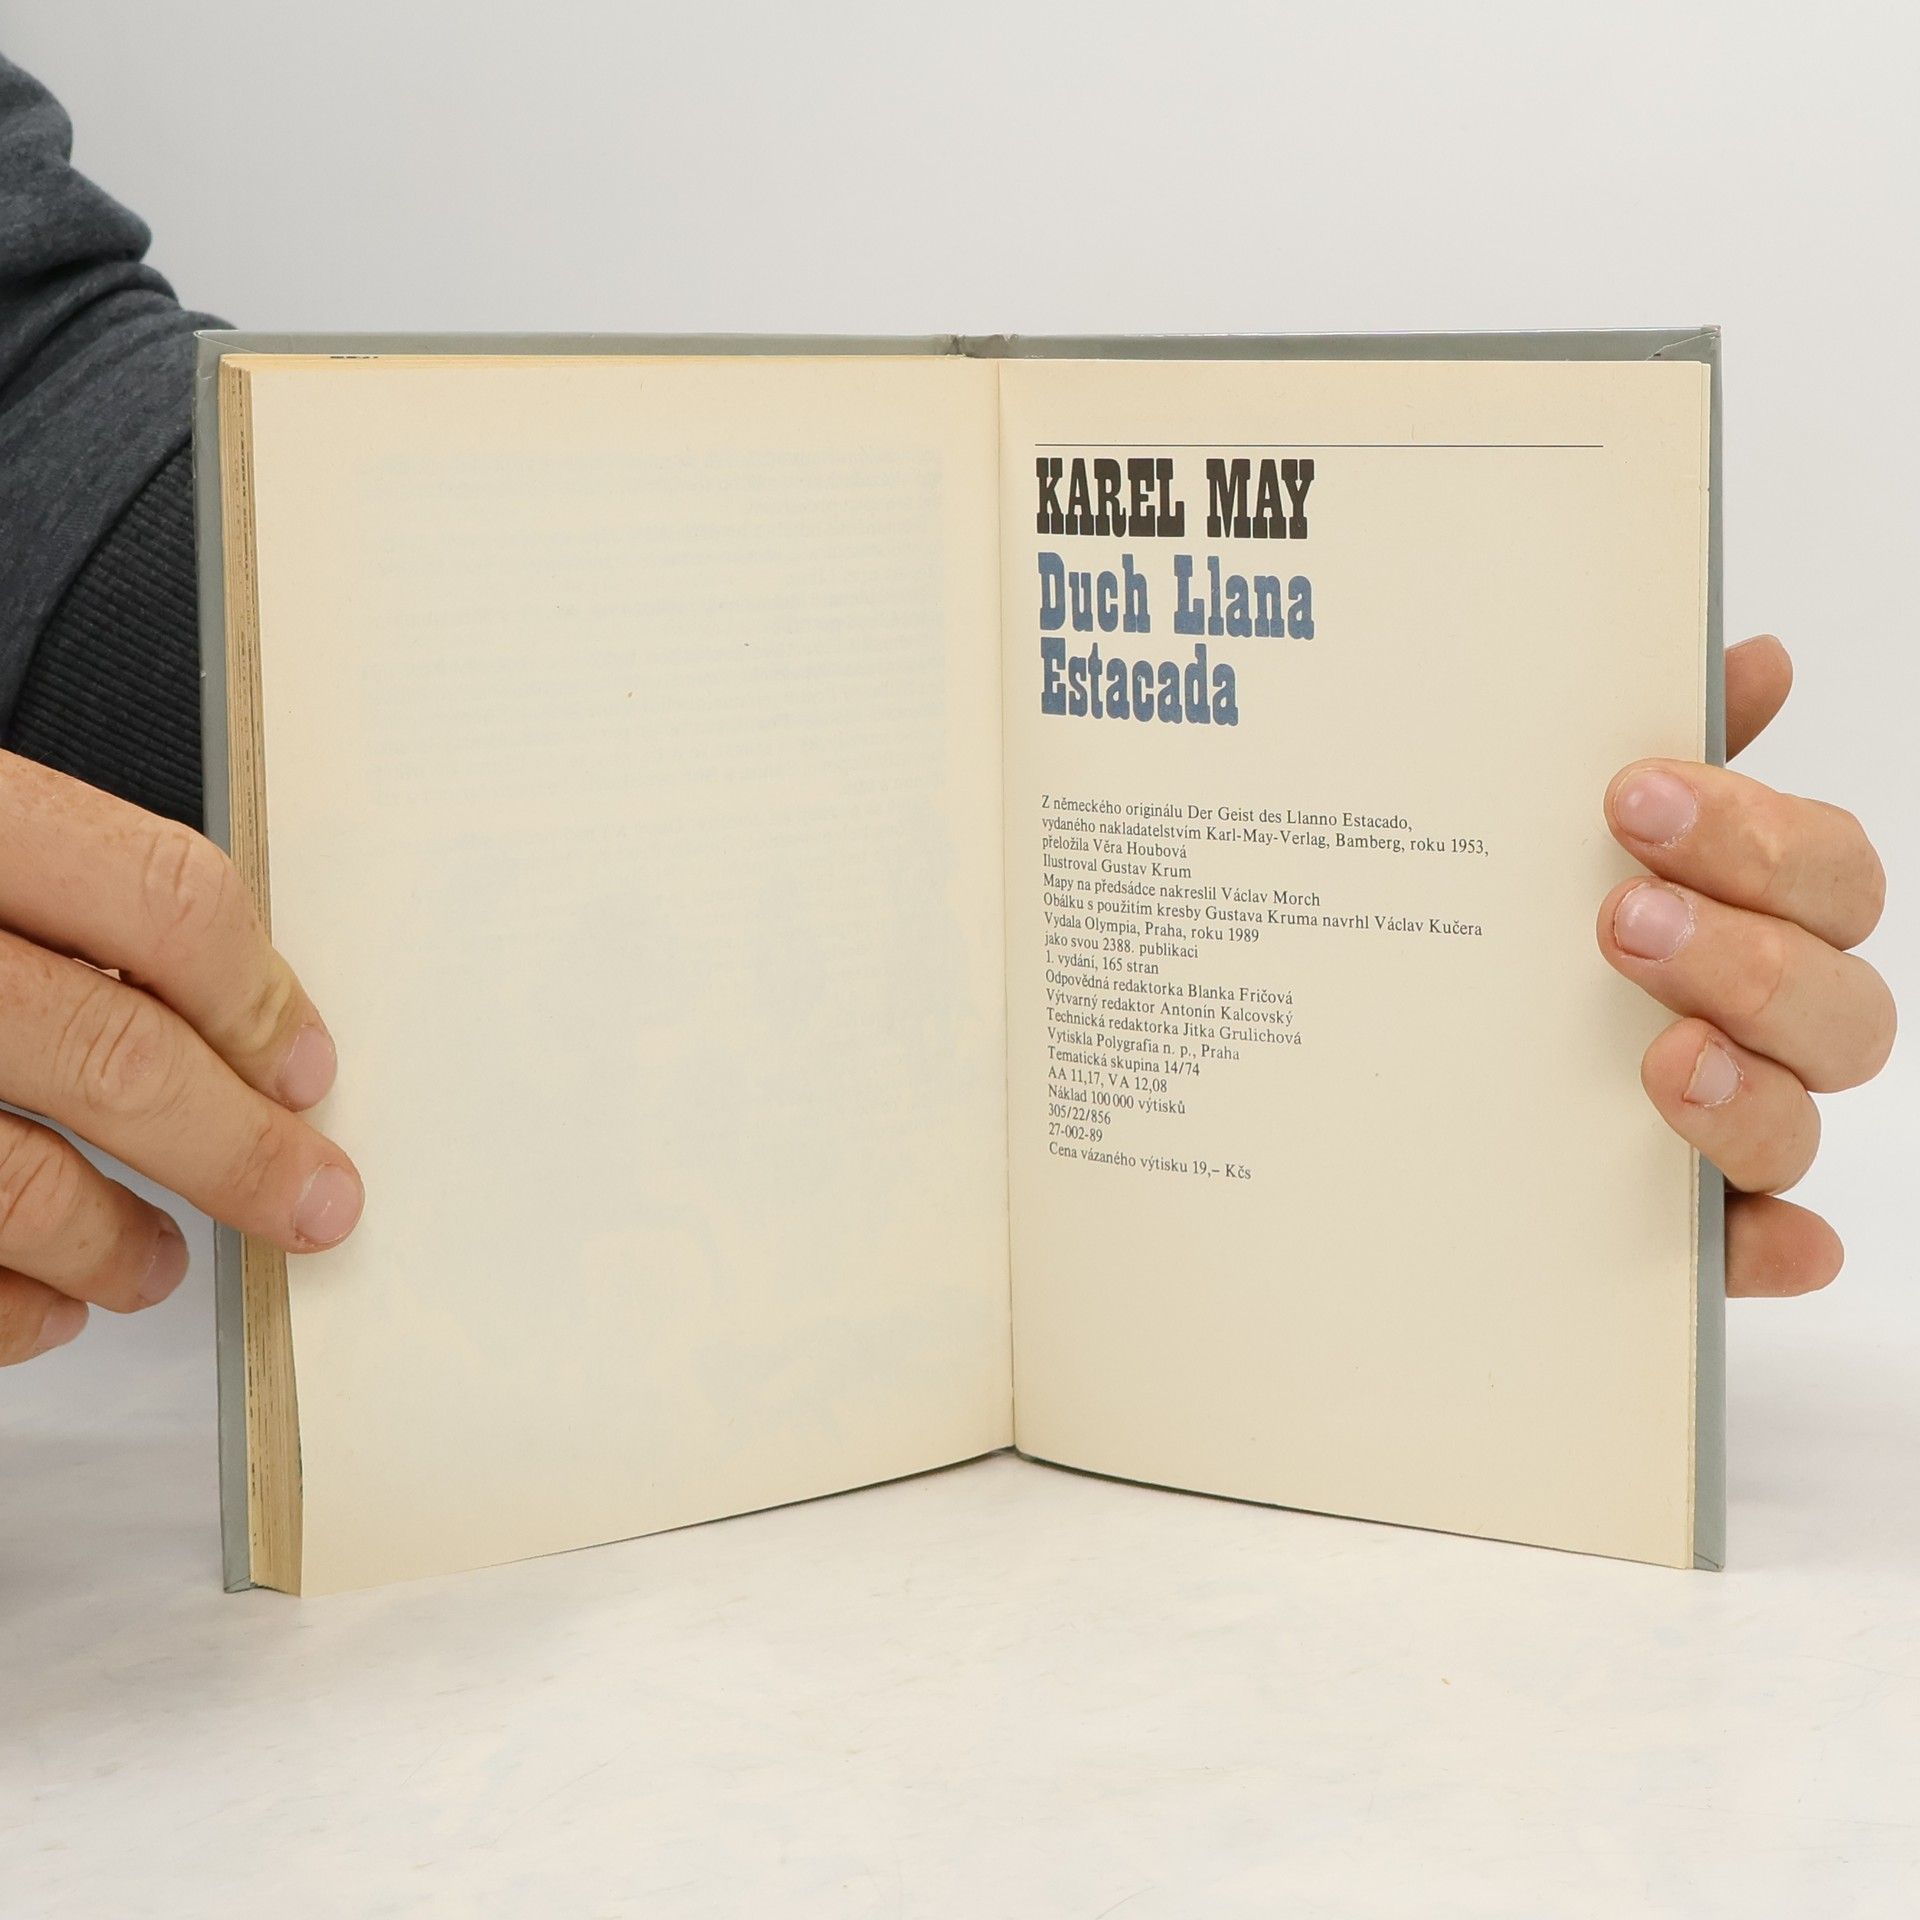 KAREL MAY
Duch Llana
Estacada
Z německého originálu Der Geist des Llanno Estacado,
vydaného nakladatelstvím Karl-May-Verlag, Bamberg, roku 1953,
přeložila Věra Houbová
Ilustroval Gustav Krum
Mapy na předsádce nakreslil Václav Morch
Obálku s použitím kresby Gustava Kruma navrhl Václav Kučera
Vydala Olympia, Praha, roku 1989
jako svou 2388. publikaci
1. vydání, 165 stran
Odpovědná redaktorka Blanka Fričová
Výtvarný redaktor Antonín Kalcovský
Technická redaktorka Jitka Grulichová
Vytiskla Polygrafia n. p., Praha
Tematická skupina 14/74
AA 11,17, VA 12,08
Náklad 100 000 výtisků
305/22/856
27-002-89
Cena vázaného výtisku 19,– Kčs